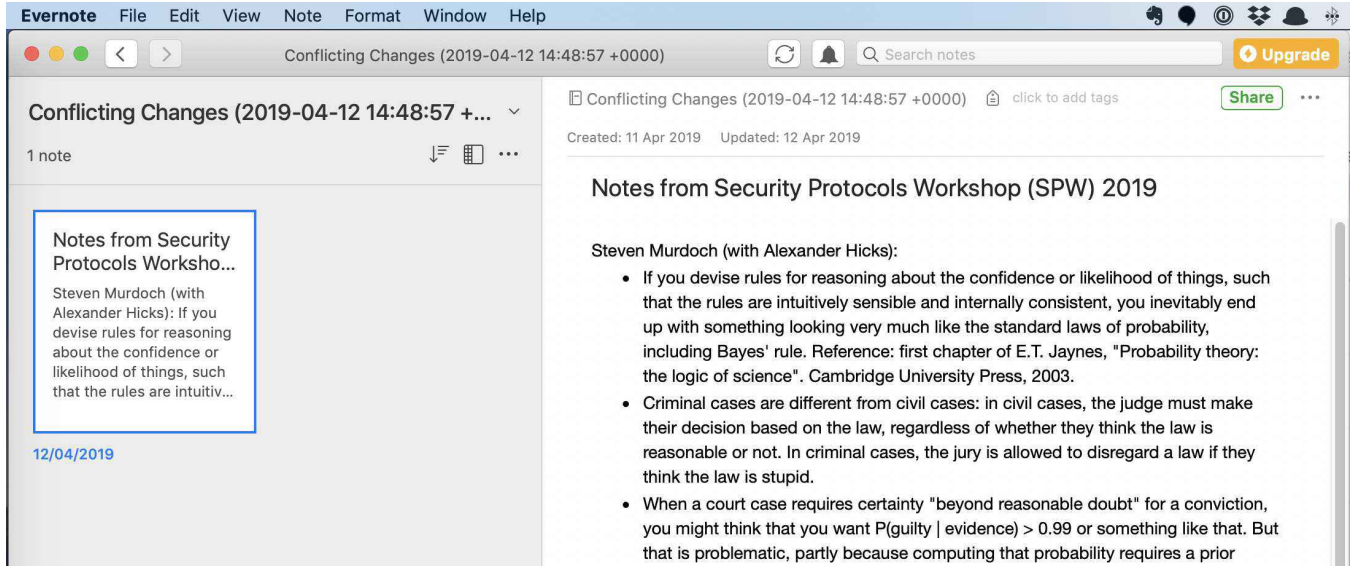 Evernote File Edit View Note Format Window Help
Conflicting Changes (2019-04-12 14:48:57 +0000)
Search notes
Upgrade
Conflicting Changes (2019-04-12 14:48:57 +...
1 note
Notes from Security
Protocols Worksho...
Steven Murdoch (with
Alexander Hicks): If you
devise rules for reasoning
about the confidence or
likelihood of things, such
that the rules are intuitiv...
12/04/2019
Conflicting Changes (2019-04-12 14:48:57 +0000) click to add tags
Share
Created: 11 Apr 2019 Updated: 12 Apr 2019
Notes from Security Protocols Workshop (SPW) 2019
Steven Murdoch (with Alexander Hicks):
• If you devise rules for reasoning about the confidence or likelihood of things, such
that the rules are intuitively sensible and internally consistent, you inevitably end
up with something looking very much like the standard laws of probability,
including Bayes' rule. Reference: first chapter of E.T. Jaynes, "Probability theory:
the logic of science". Cambridge University Press, 2003.
• Criminal cases are different from civil cases: in civil cases, the judge must make
their decision based on the law, regardless of whether they think the law is
reasonable or not. In criminal cases, the jury is allowed to disregard a law if they
think the law is stupid.
• When a court case requires certainty "beyond reasonable doubt" for a conviction,
you might think that you want P(guilty | evidence) > 0.99 or something like that. But
that is problematic, partly because computing that probability requires a prior